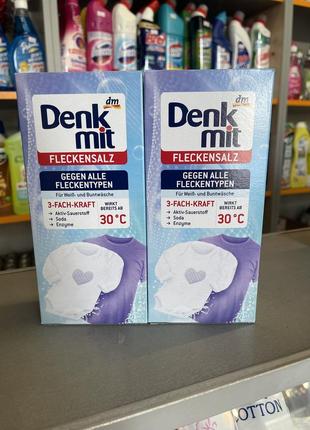 dm
Denk
mit
FLECKENSALZ
GEGEN ALLE
FLECKENTYPEN
Für Weiß- und Buntwäsche
3-FACH-KRAFT
→ Aktiv-Sauerstoff
→ Soda
→ Enzyme
WIRKT
BEREITS AB
30°C
dm
Denk
mit
FLECKENSALZ
GEGEN ALLE
FLECKENTYPEN
Für Weiß- und Buntwäsche
3-FACH-KRAFT
→ Aktiv-Sauerstoff
→ Soda
→ Enzyme
WIRKT
BEREITS AB
30°C
COTTON